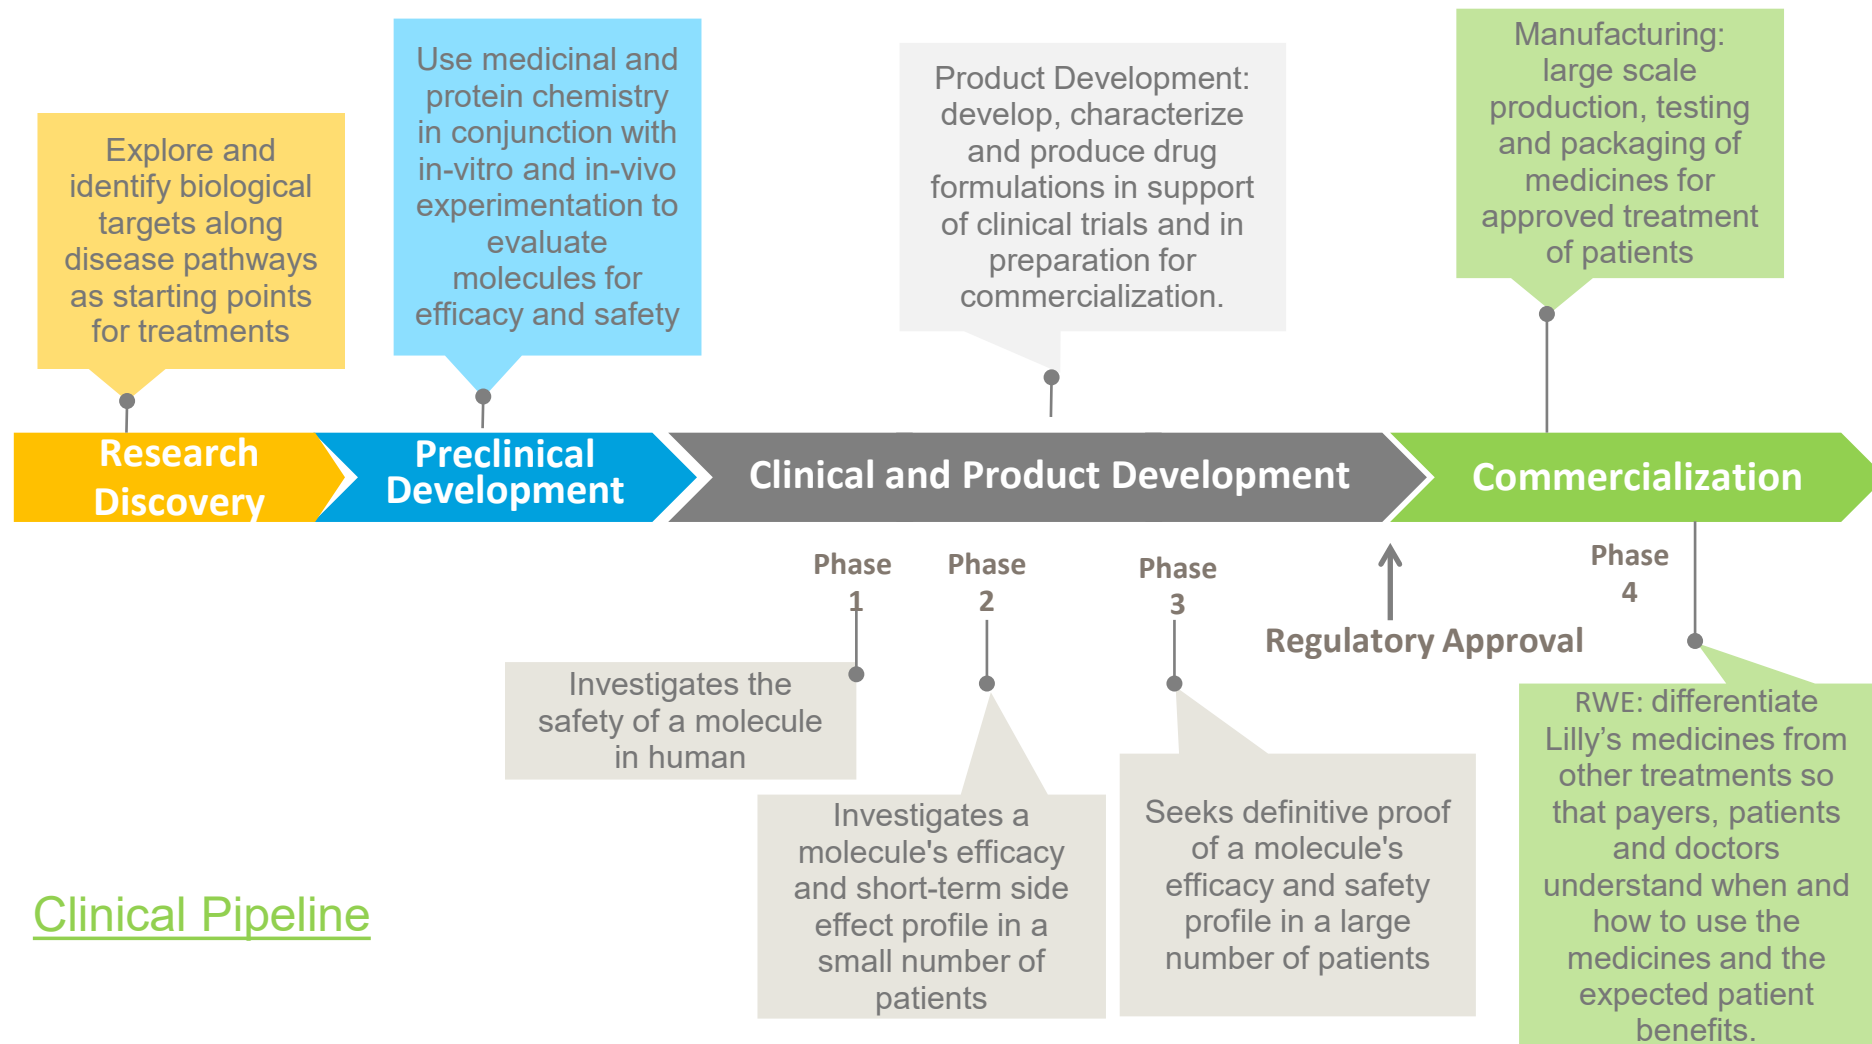 Explore and
identify biological
targets along
disease pathways
as starting points
for treatments
Use medicinal and
protein chemistry
in conjunction with
in-vitro and in-vivo
experimentation to
evaluate
molecules for
efficacy and safety
Product Development:
develop, characterize
and produce drug
formulations in support
of clinical trials and in
preparation for
commercialization.
Manufacturing:
large scale
production, testing
and packaging of
medicines for
approved treatment
of patients
Research
Discovery
Preclinical
Development
Clinical and Product Development
Commercialization
Phase
1
Phase
2
Phase
3
Regulatory Approval
Phase
4
Investigates the
safety of a molecule
in human
Investigates a
molecule's efficacy
and short-term side
effect profile in a
small number of
patients
Seeks definitive proof
of a molecule's
efficacy and safety
profile in a large
number of patients
RWE: differentiate
Lilly’s medicines from
other treatments so
that payers, patients
and doctors
understand when and
how to use the
medicines and the
expected patient
benefits.
Clinical Pipeline